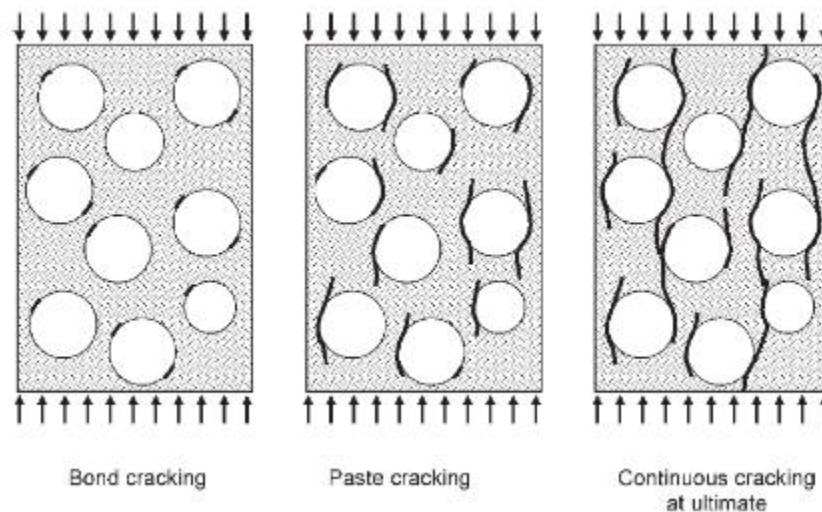 Bond cracking
Paste cracking
Continuous cracking
at ultimate